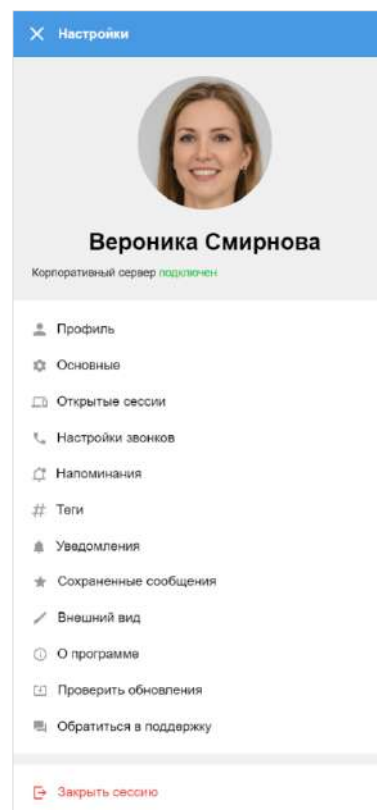 Настройки
Вероника Смирнова
Корпоративный сервер подключен
Профиль
Основные
Открытые сессии
Настройки звонков
Напоминания
Теги
Уведомления
Сохраненные сообщения
Внешний вид
О программе
Проверить обновления
Обратиться в поддержку
Закрыть сессию